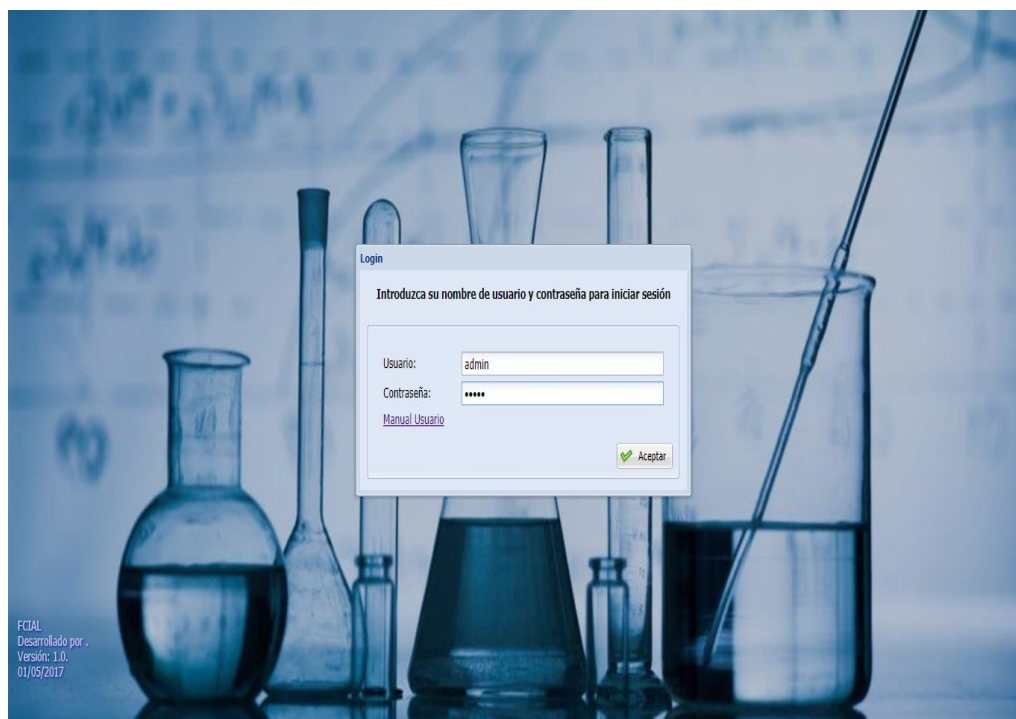 Login
Introduzca su nombre de usuario y contraseña para iniciar sesión
Usuario: admin
Contraseña: •••••
Manual Usuario
Aceptar
FCIAL
Desarrollado por .
Versión: 1.0.
01/05/2017